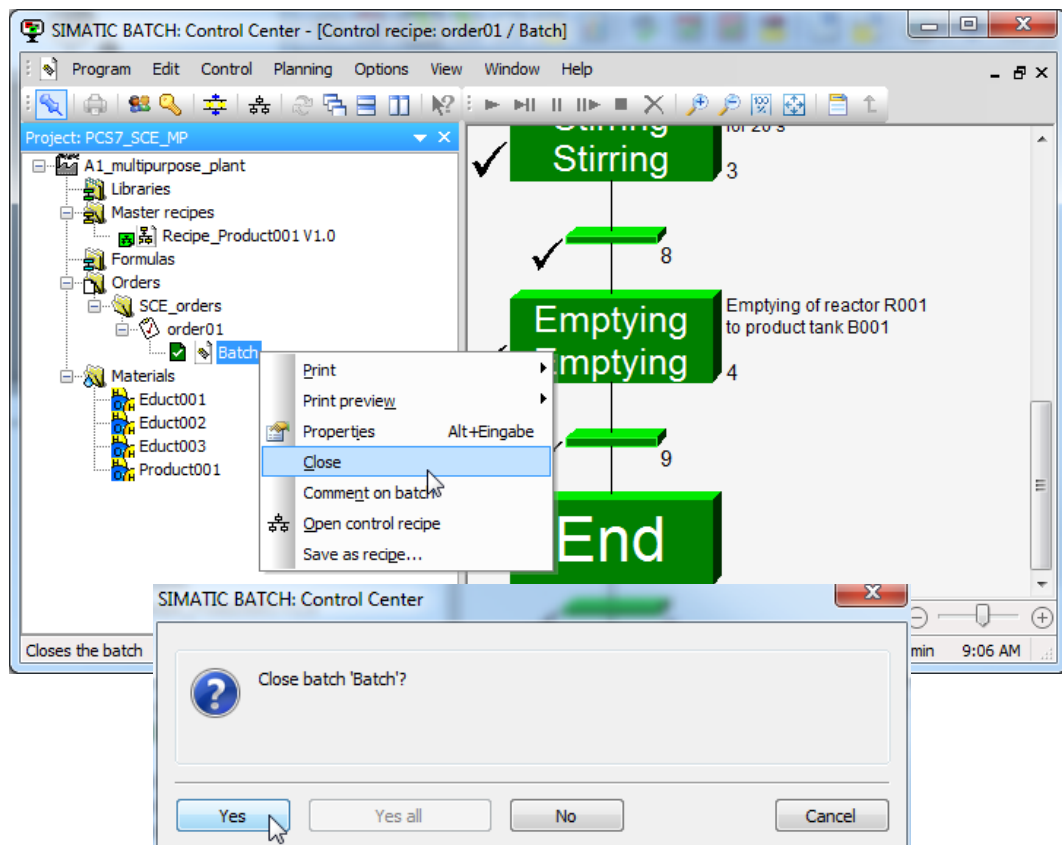 SIMATIC BATCH: Control Center - [Control recipe: order01 / Batch]
Program Edit Control Planning Options View Window Help
Project: PCS7_SCE_MP
A1_multipurpose_plant
Libraries
Master recipes
Recipe_Product001 V1.0
Formulas
Orders
SCE_orders
order01
Batch
Materials
Educt001
Educt002
Educt003
Product001
Print
Print preview
Properties Alt+Eingabe
Close
Comment on batch
Open control recipe
Save as recipe...
100 %
Stirring
for 20 s
Stirring
3
8
Emptying
Emptying
Emptying of reactor R001
to product tank B001
4
9
End
Closes the batch
min 9:06 AM
SIMATIC BATCH: Control Center
Close batch 'Batch'?
Yes Yes all No Cancel